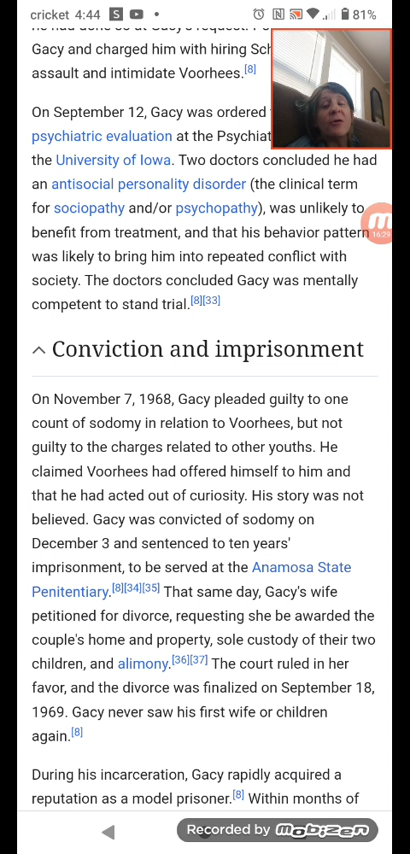 cricket 4:44 S 81%
he had done so at Gacy's request. P
Gacy and charged him with hiring Sch
assault and intimidate Voorhees.[8]
On September 12, Gacy was ordered
psychiatric evaluation at the Psychiat
the University of Iowa. Two doctors concluded he had
an antisocial personality disorder (the clinical term
for sociopathy and/or psychopathy), was unlikely to
benefit from treatment, and that his behavior pattern
m
16:29
was likely to bring him into repeated conflict with
society. The doctors concluded Gacy was mentally
competent to stand trial.[8][33]
Conviction and imprisonment
On November 7, 1968, Gacy pleaded guilty to one
count of sodomy in relation to Voorhees, but not
guilty to the charges related to other youths. He
claimed Voorhees had offered himself to him and
that he had acted out of curiosity. His story was not
believed. Gacy was convicted of sodomy on
December 3 and sentenced to ten years'
imprisonment, to be served at the Anamosa State
Penitentiary.[8][34][35] That same day, Gacy's wife
petitioned for divorce, requesting she be awarded the
couple's home and property, sole custody of their two
children, and alimony.[36][37] The court ruled in her
favor, and the divorce was finalized on September 18,
1969. Gacy never saw his first wife or children
again.[8]
During his incarceration, Gacy rapidly acquired a
reputation as a model prisoner.[8] Within months of
Recorded by mobizen